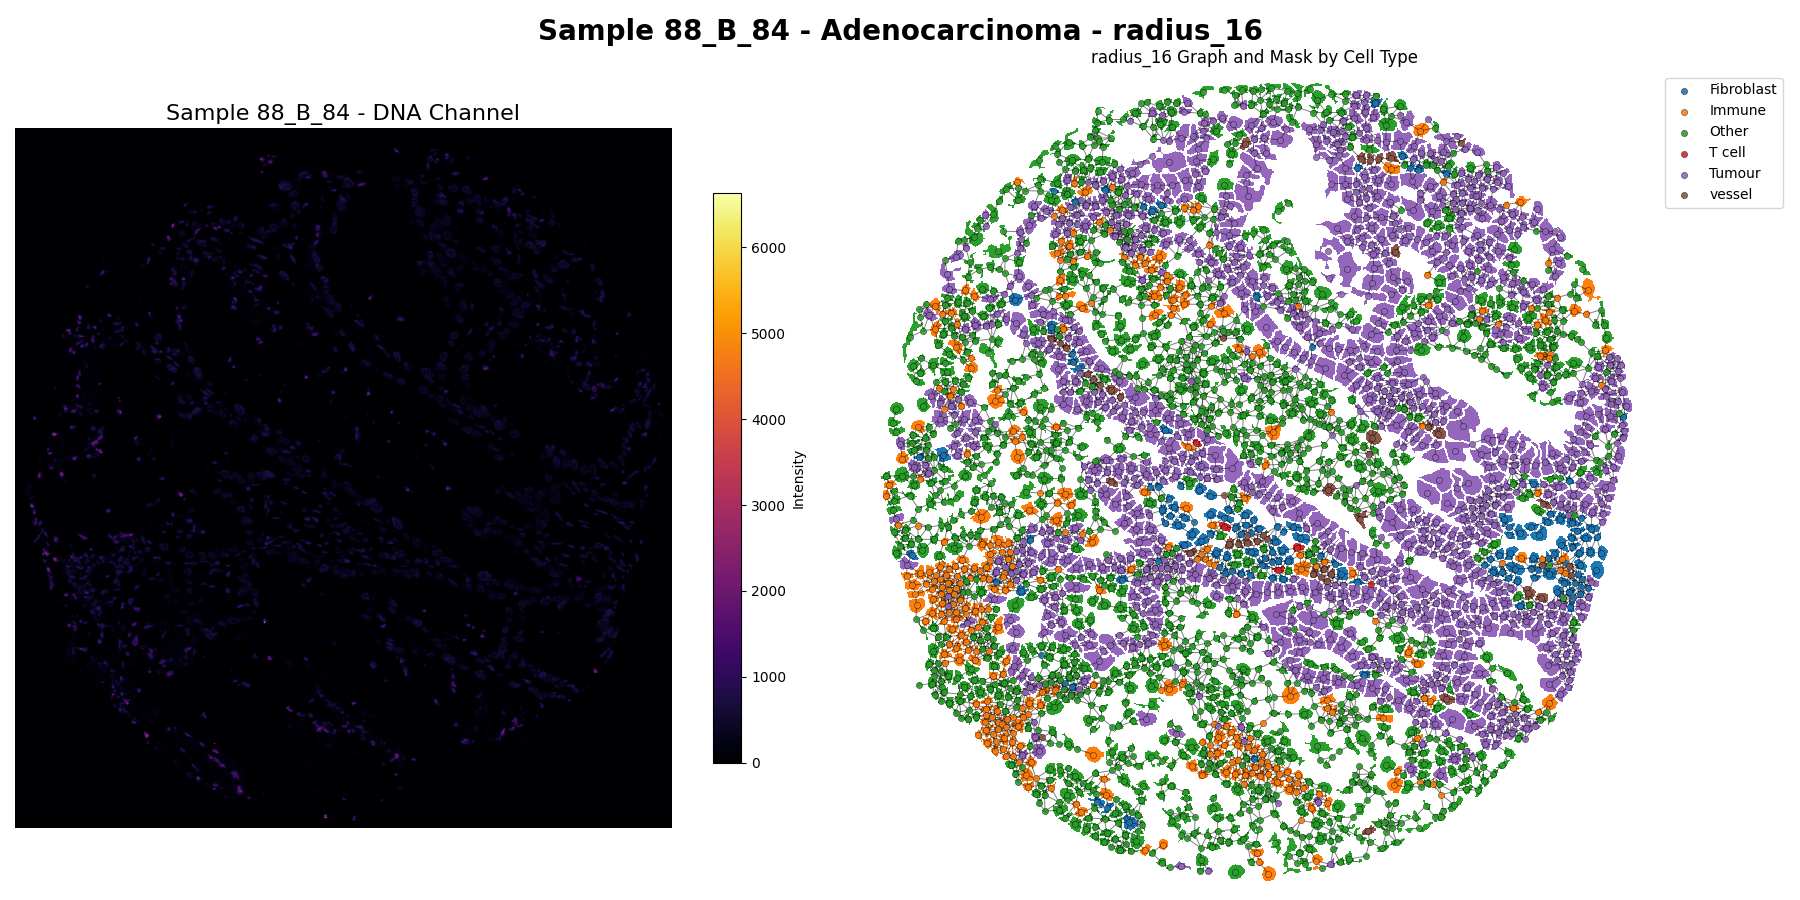 Sample 88_B_84 - Adenocarcinoma - radius_16
Sample 88_B_84 - DNA Channel
0
1000
2000
3000
4000
5000
6000
Intensity
radius_16 Graph and Mask by Cell Type
Fibroblast
Immune
Other
T cell
Tumour
vessel